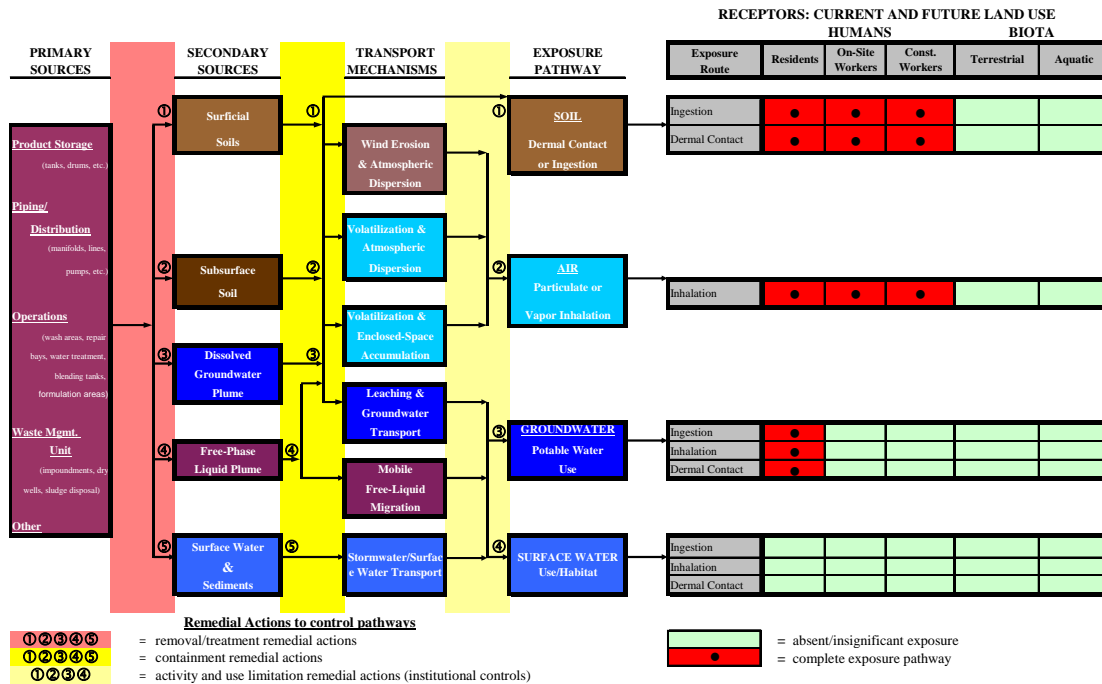 RECEPTORS: CURRENT AND FUTURE LAND USE
HUMANS
BIOTA
PRIMARY
SOURCES
SECONDARY
SOURCES
TRANSPORT
MECHANISMS
EXPOSURE
PATHWAY
Exposure
Route
Residents
On-Site
Workers
Const.
Workers
Terrestrial
Aquatic
Product Storage
(tanks, drums, etc.)
Piping/
Distribution
(manifolds, lines,
pumps, etc.)
Operations
(wash areas, repair
bays, water treatment,
blending tanks,
formulation areas)
Waste Mgmt.
Unit
(impoundments, dry
wells, sludge disposal)
Other
①
②
③
④
⑤
Surficial
Soils
Subsurface
Soil
Dissolved
Groundwater
Plume
Free-Phase
Liquid Plume
Surface Water
&
Sediments
①
②
③
④
⑤
Wind Erosion
& Atmospheric
Dispersion
Volatilization &
Atmospheric
Dispersion
Volatilization &
Enclosed-Space
Accumulation
Leaching &
Groundwater
Transport
Mobile
Free-Liquid
Migration
Stormwater/Surfac
e Water Transport
①
②
③
④
SOIL
Dermal Contact
or Ingestion
AIR
Particulate or
Vapor Inhalation
GROUNDWATER
Potable Water
Use
SURFACE WATER
Use/Habitat
Ingestion
Dermal Contact
Inhalation
Ingestion
Inhalation
Dermal Contact
Ingestion
Inhalation
Dermal Contact
Remedial Actions to control pathways
①②③④⑤ = removal/treatment remedial actions
①②③④⑤ = containment remedial actions
①②③④ = activity and use limitation remedial actions (institutional controls)
= absent/insignificant exposure
= complete exposure pathway